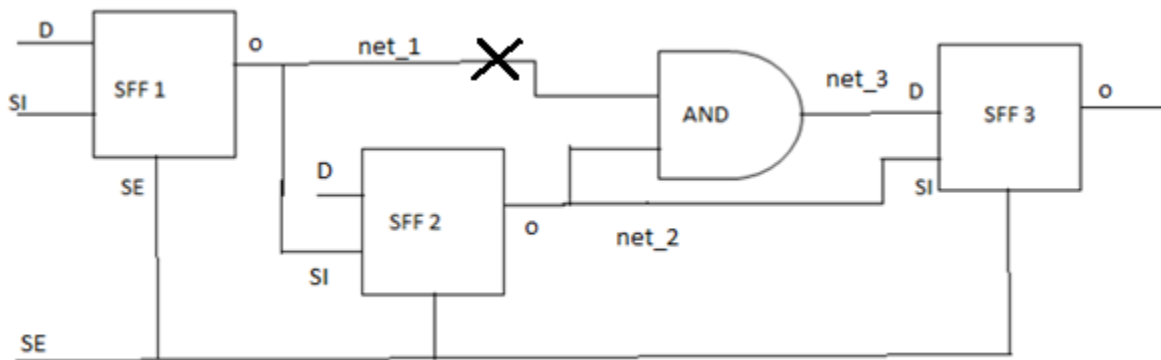 D
O
net_1
SFF 1
SI
SE
AND
net_3
D
O
SFF 3
SI
D
SFF 2
O
SI
net_2
SE